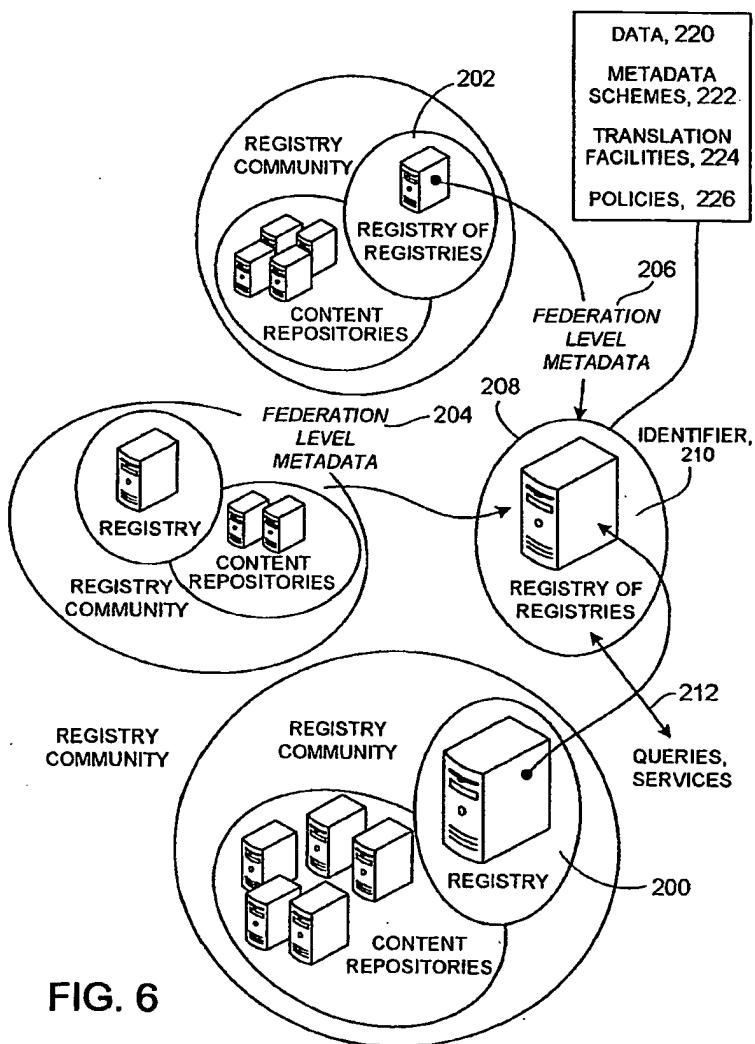 DATA, 220
METADATA
SCHEMES, 222
TRANSLATION
FACILITIES, 224
POLICIES, 226
202
REGISTRY
COMMUNITY
REGISTRY OF
REGISTRIES
CONTENT
REPOSITORIES
206
FEDERATION
LEVEL
METADATA
FEDERATION
LEVEL
METADATA
204
208
IDENTIFIER,
210
REGISTRY
CONTENT
REPOSITORIES
REGISTRY
COMMUNITY
REGISTRY OF
REGISTRIES
212
QUERIES,
SERVICES
REGISTRY
COMMUNITY
REGISTRY
COMMUNITY
REGISTRY
200
CONTENT
REPOSITORIES
FIG. 6